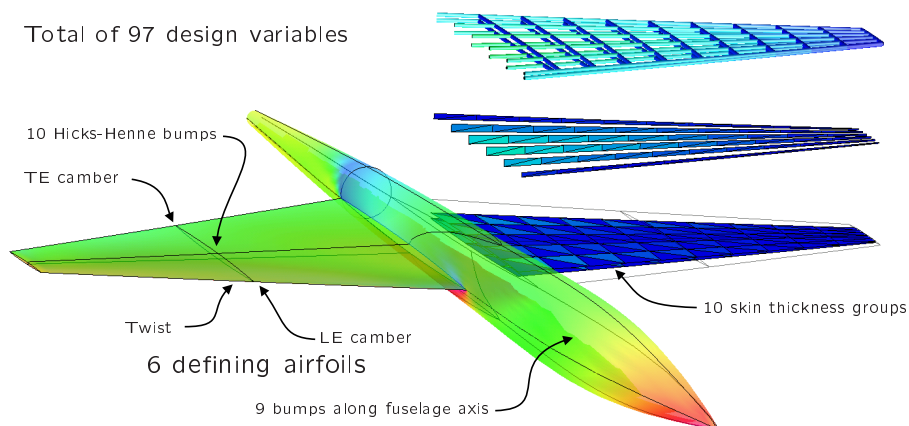 Total of 97 design variables
10 Hicks-Henne bumps
TE camber
10 skin thickness groups
Twist
LE camber
6 defining airfoils
9 bumps along fuselage axis